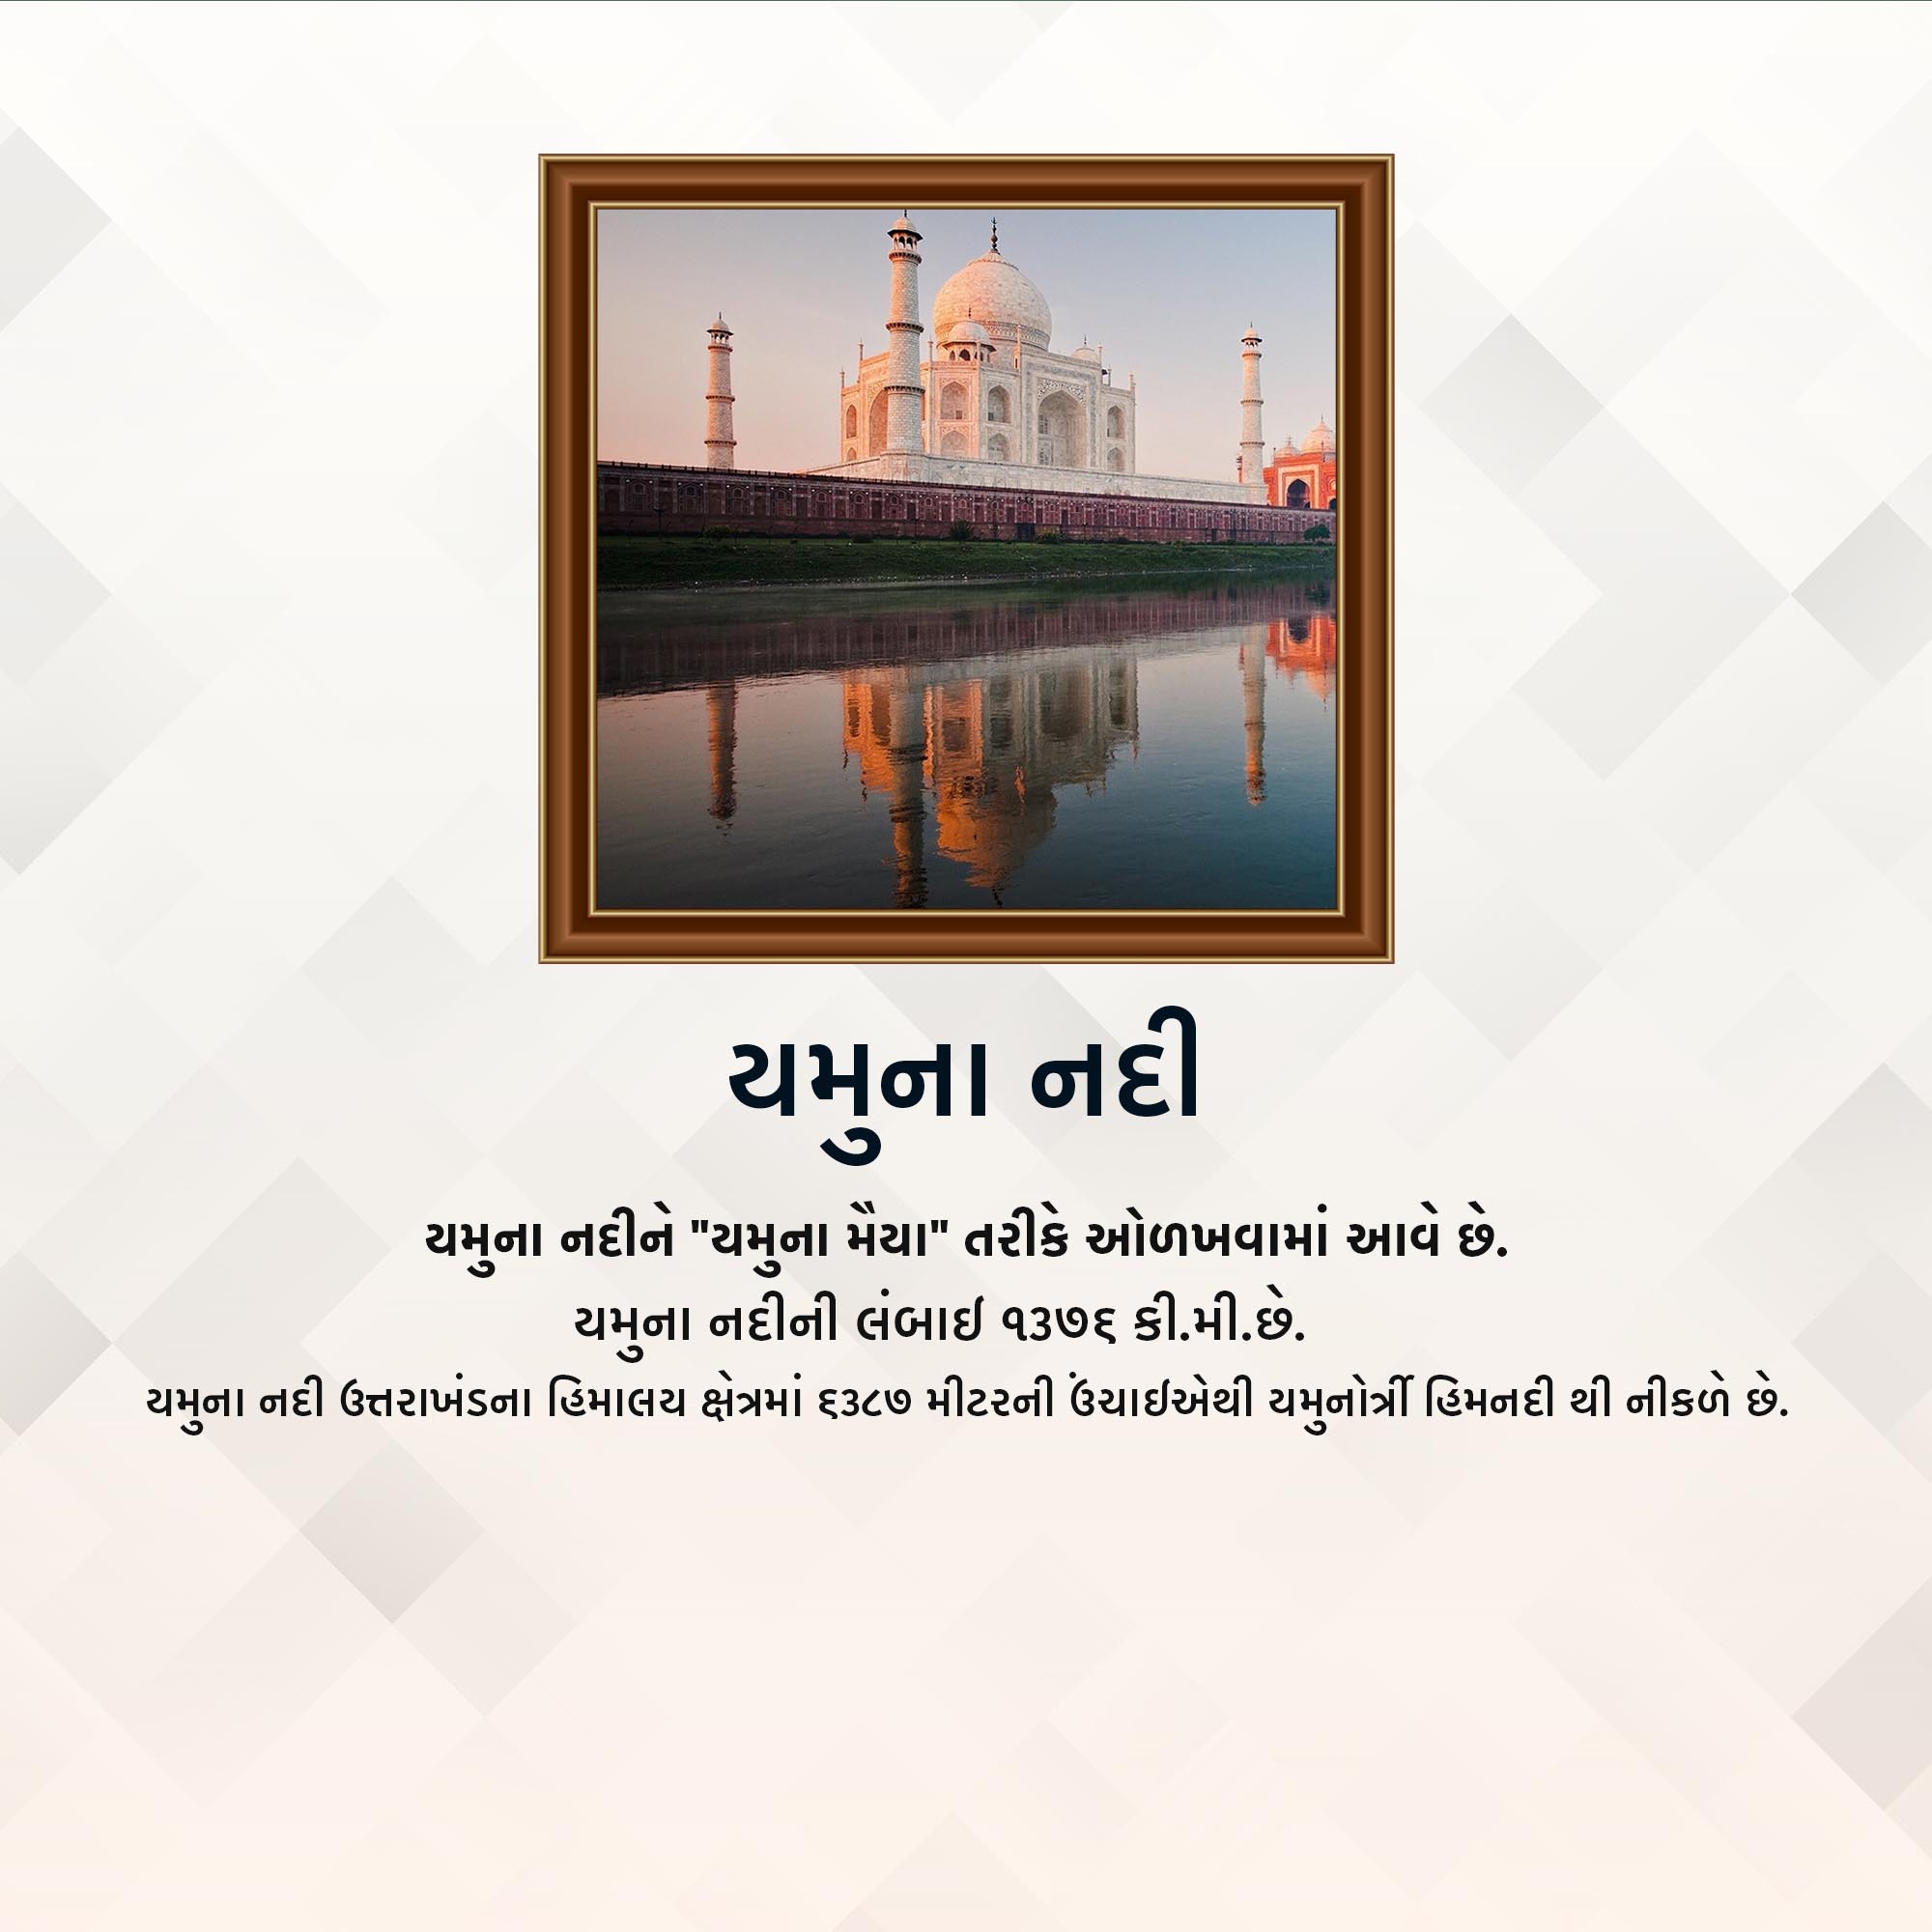 યમુના નદી
યમુના નદીને "યમુના મૈયા" તરીકે ઓળખવામાં આવે છે.
યમુના નદીની લંબાઈ ૧૩૭૬ કી.મી.છે.
યમુના નદી ઉત્તરાખંડના હિમાલય ક્ષેત્રમાં ૬૩૮૭ મીટરની ઉંચાઈએથી યમુનોર્ત્રી હિમનદી થી નીકળે છે.